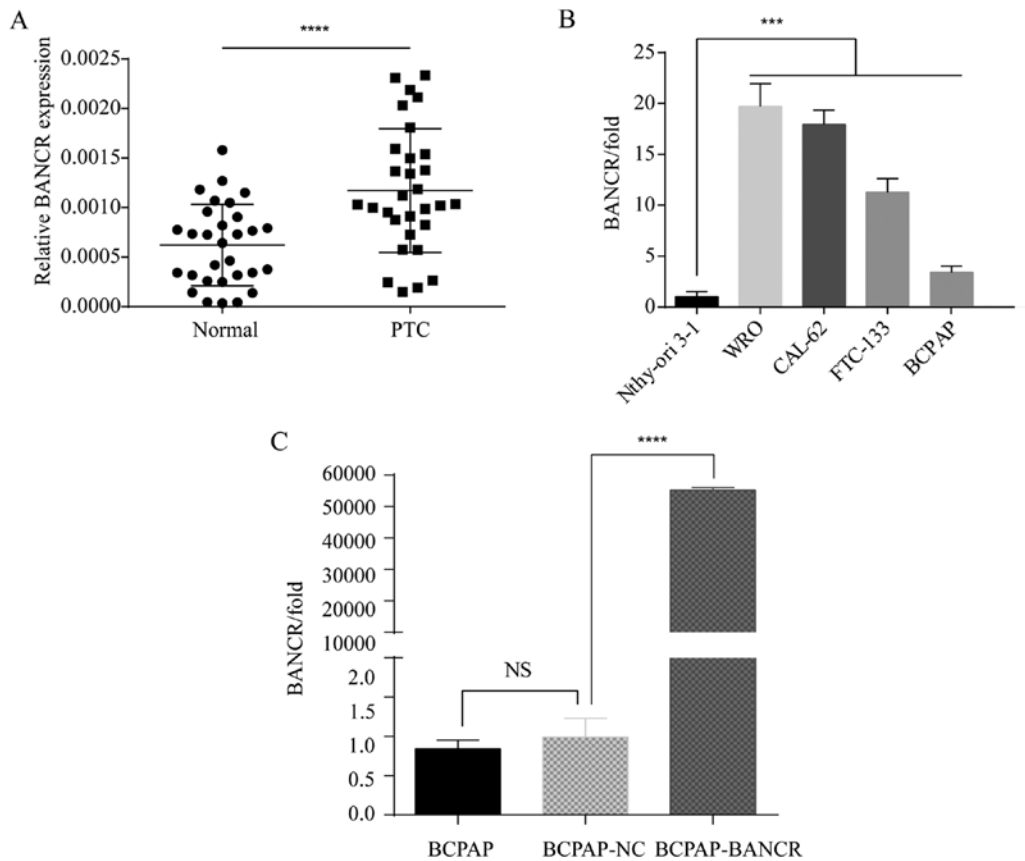 A
****
Relative BANCR expression
0.0025
0.0020
0.0015
0.0010
0.0005
0.0000
Normal
PTC
B
***
BANCR/fold
25
20
15
10
5
0
Nthy-ori 3-1
WRO
CAL-62
FTC-133
BCPAP
C
****
BANCR/fold
60000
50000
40000
30000
20000
10000
2.0
1.5
1.0
0.5
0.0
NS
BCPAP
BCPAP-NC
BCPAP-BANCR